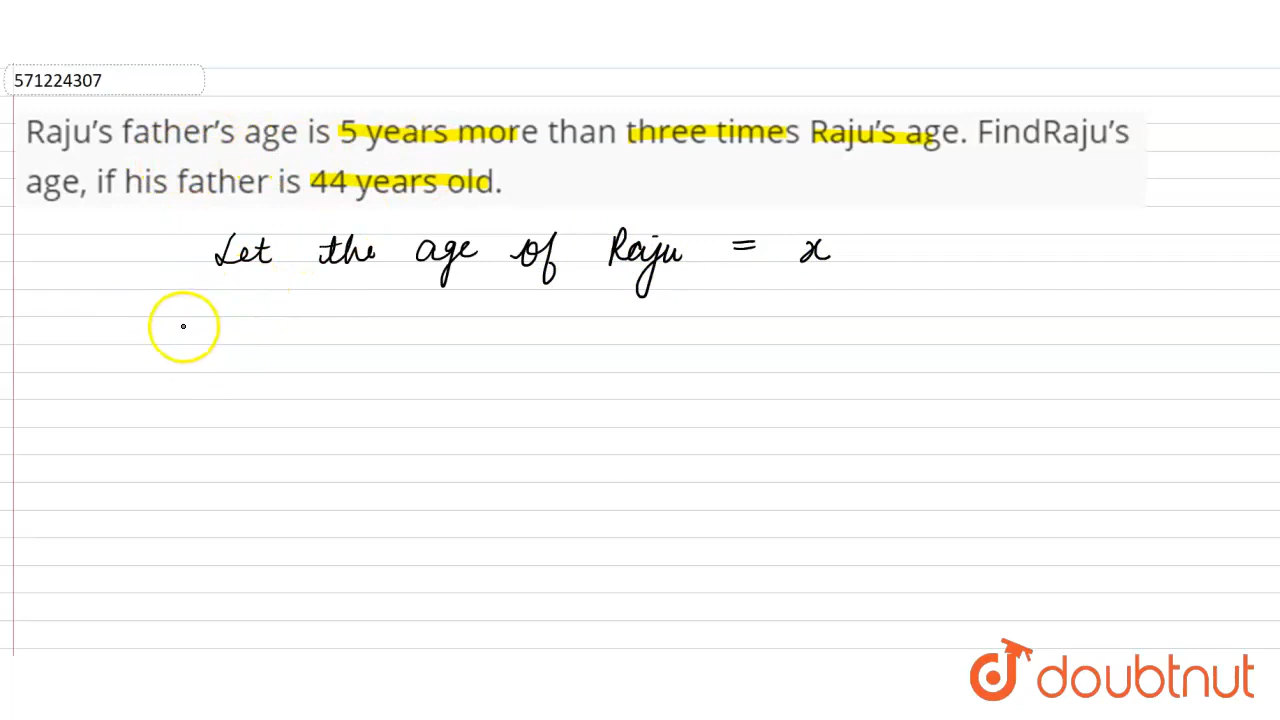 571224307
Raju’s father’s age is 5 years more than three times Raju’s age. FindRaju’s
age, if his father is 44 years old.
Let the age of Raju = x
doubtnut